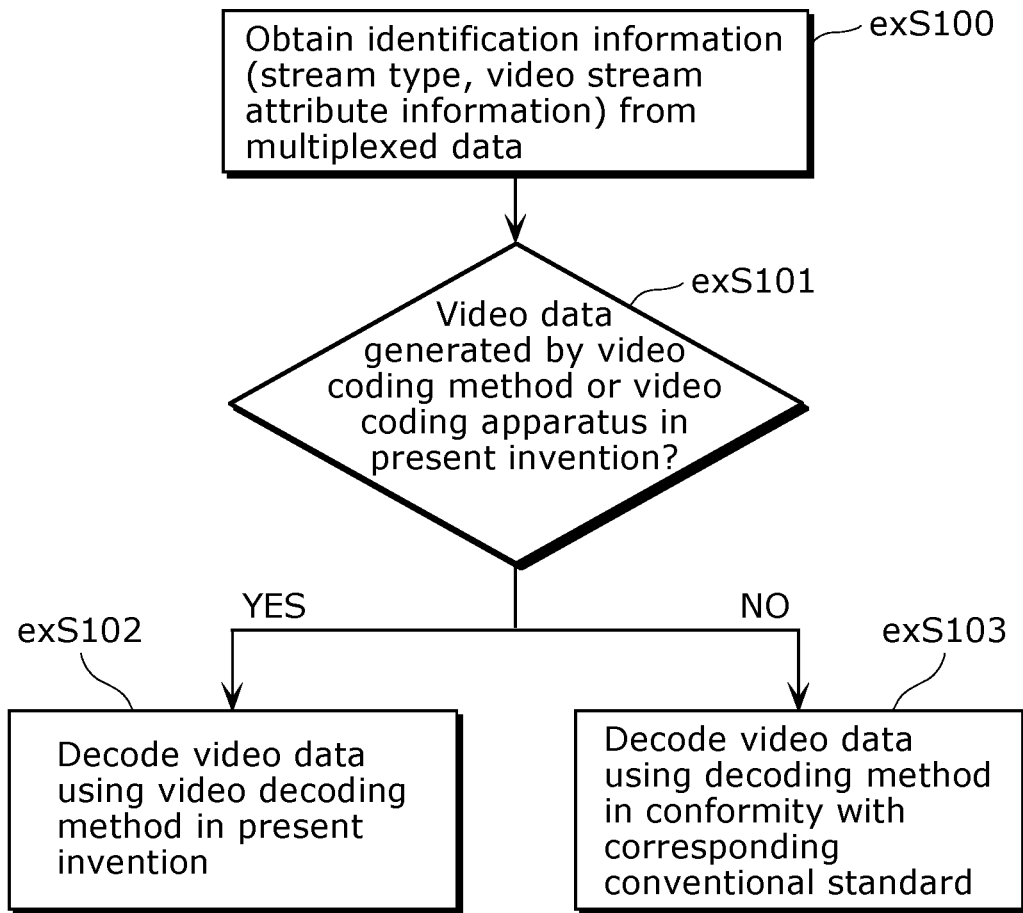 exS100
Obtain identification information
(stream type, video stream
attribute information) from
multiplexed data
exS101
Video data
generated by video
coding method or video
coding apparatus in
present invention?
YES
NO
exS102
exS103
Decode video data
using video decoding
method in present
invention
Decode video data
using decoding method
in conformity with
corresponding
conventional standard